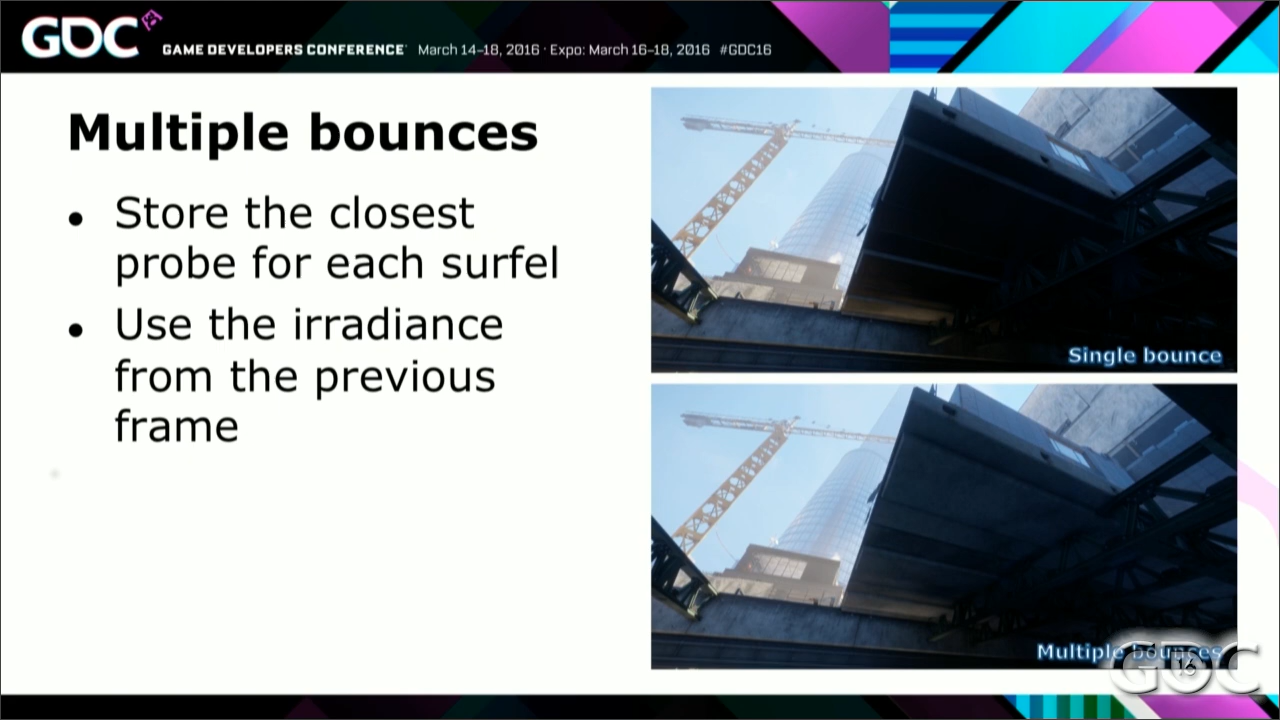 GDC
GAME DEVELOPERS CONFERENCE March 14–18, 2016 · Expo: March 16–18, 2016 #GDC16
Multiple bounces
• Store the closest
probe for each surfel
• Use the irradiance
from the previous
frame
Single bounce
Multiple bounces
GDC
16